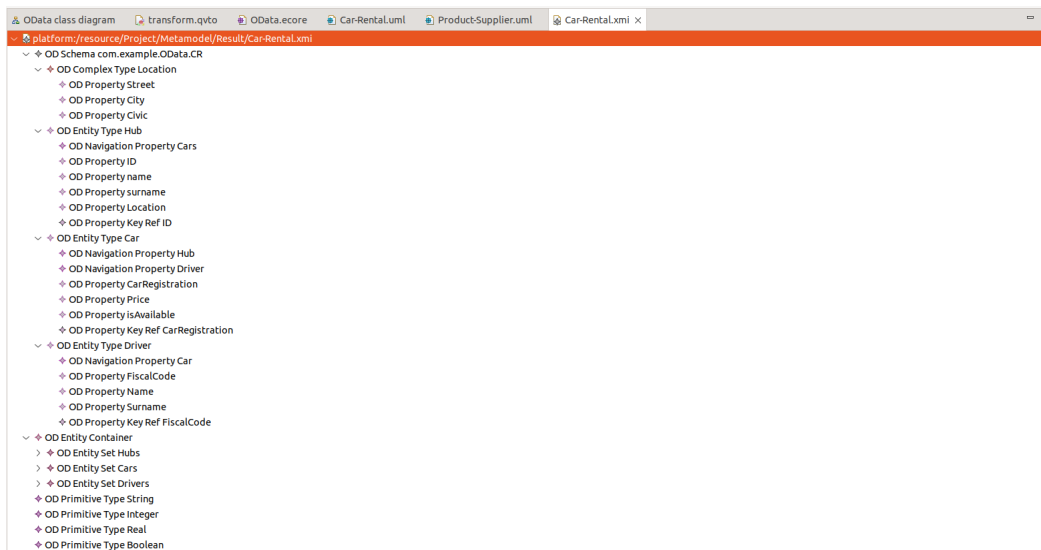 OData class diagram transform.qvto OData.ecore Car-Rental.uml Product-Supplier.uml Car-Rental.xmi
platform:/resource/Project/Metamodel/Result/Car-Rental.xmi
OD Schema com.example.OData.CR
OD Complex Type Location
OD Property Street
OD Property City
OD Property Civic
OD Entity Type Hub
OD Navigation Property Cars
OD Property ID
OD Property name
OD Property surname
OD Property Location
OD Property Key Ref ID
OD Entity Type Car
OD Navigation Property Hub
OD Navigation Property Driver
OD Property CarRegistration
OD Property Price
OD Property isAvailable
OD Property Key Ref CarRegistration
OD Entity Type Driver
OD Navigation Property Car
OD Property FiscalCode
OD Property Name
OD Property Surname
OD Property Key Ref FiscalCode
OD Entity Container
OD Entity Set Hubs
OD Entity Set Cars
OD Entity Set Drivers
OD Primitive Type String
OD Primitive Type Integer
OD Primitive Type Real
OD Primitive Type Boolean